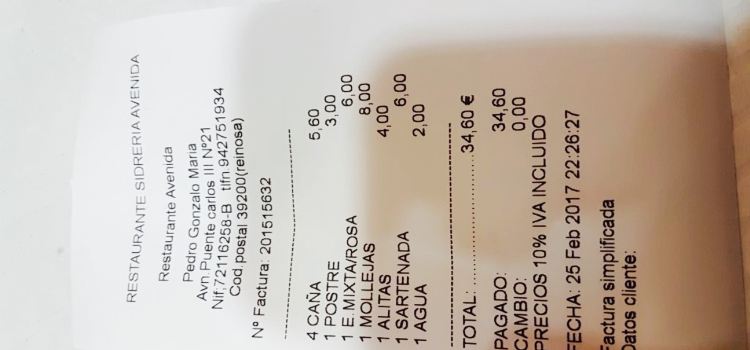 RESTAURANTE SIDRERIA AVENIDA
Restaurante Avenida
Pedro Gonzalo Maria
Avn.Puente carlos III Nº21
Nif,72116258-B tlfn.942751934
Cod.postal 39200(reinosa)
Nº Factura: 201515632
4 CAÑA 5,60
1 POSTRE 3,00
1 E.MIXTA/ROSA 6,00
1 MOLLEJAS 8,00
1 ALITAS 4,00
1 SARTENADA 6,00
1 AGUA 2,00
TOTAL:..............................34,60 €
PAGADO: 34,60
CAMBIO: 0,00
PRECIOS 10% IVA INCLUIDO
FECHA: 25 Feb 2017 22:26:27
Factura simplificada
Datos cliente: